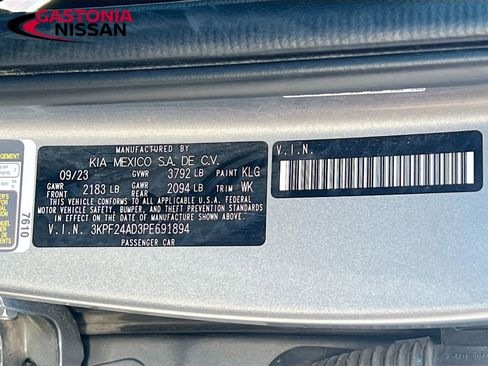 GASTONIA
NISSAN
MANUFACTURED BY
KIA MEXICO S.A. DE C.V.
09/23 GVWR 3792 LB PAINT KLG
GAWR FRONT 2183 LB GAWR REAR 2094 LB TRIM WK
THIS VEHICLE CONFORMS TO ALL APPLICABLE U.S.A. FEDERAL
MOTOR VEHICLE SAFETY, BUMPER, AND THEFT PREVENTION
STANDARDS IN EFFECT ON THE DATE OF MANUFACTURE SHOWN ABOVE.
PASSENGER CAR
V.I.N. 3KPF24AD3PE691894
V.I.N.
7610